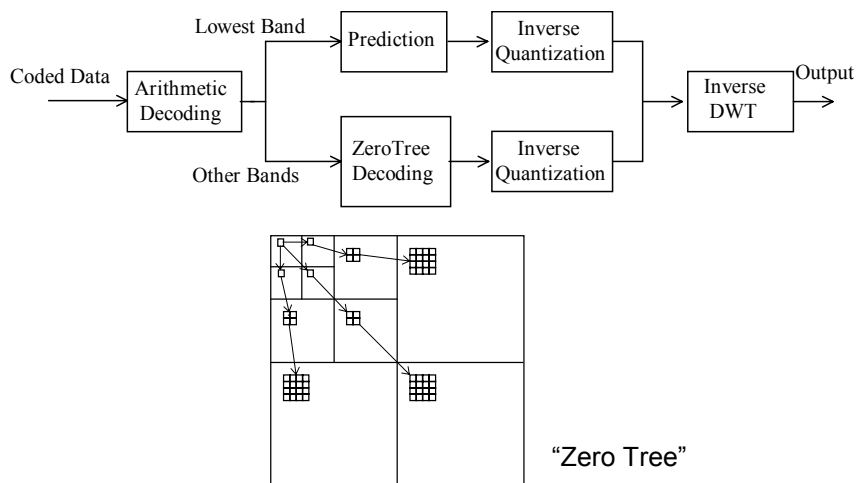 Lowest Band
Prediction
Inverse
Quantization
Coded Data
Arithmetic
Decoding
Inverse
DWT
Output
Other Bands
ZeroTree
Decoding
Inverse
Quantization
“Zero Tree”